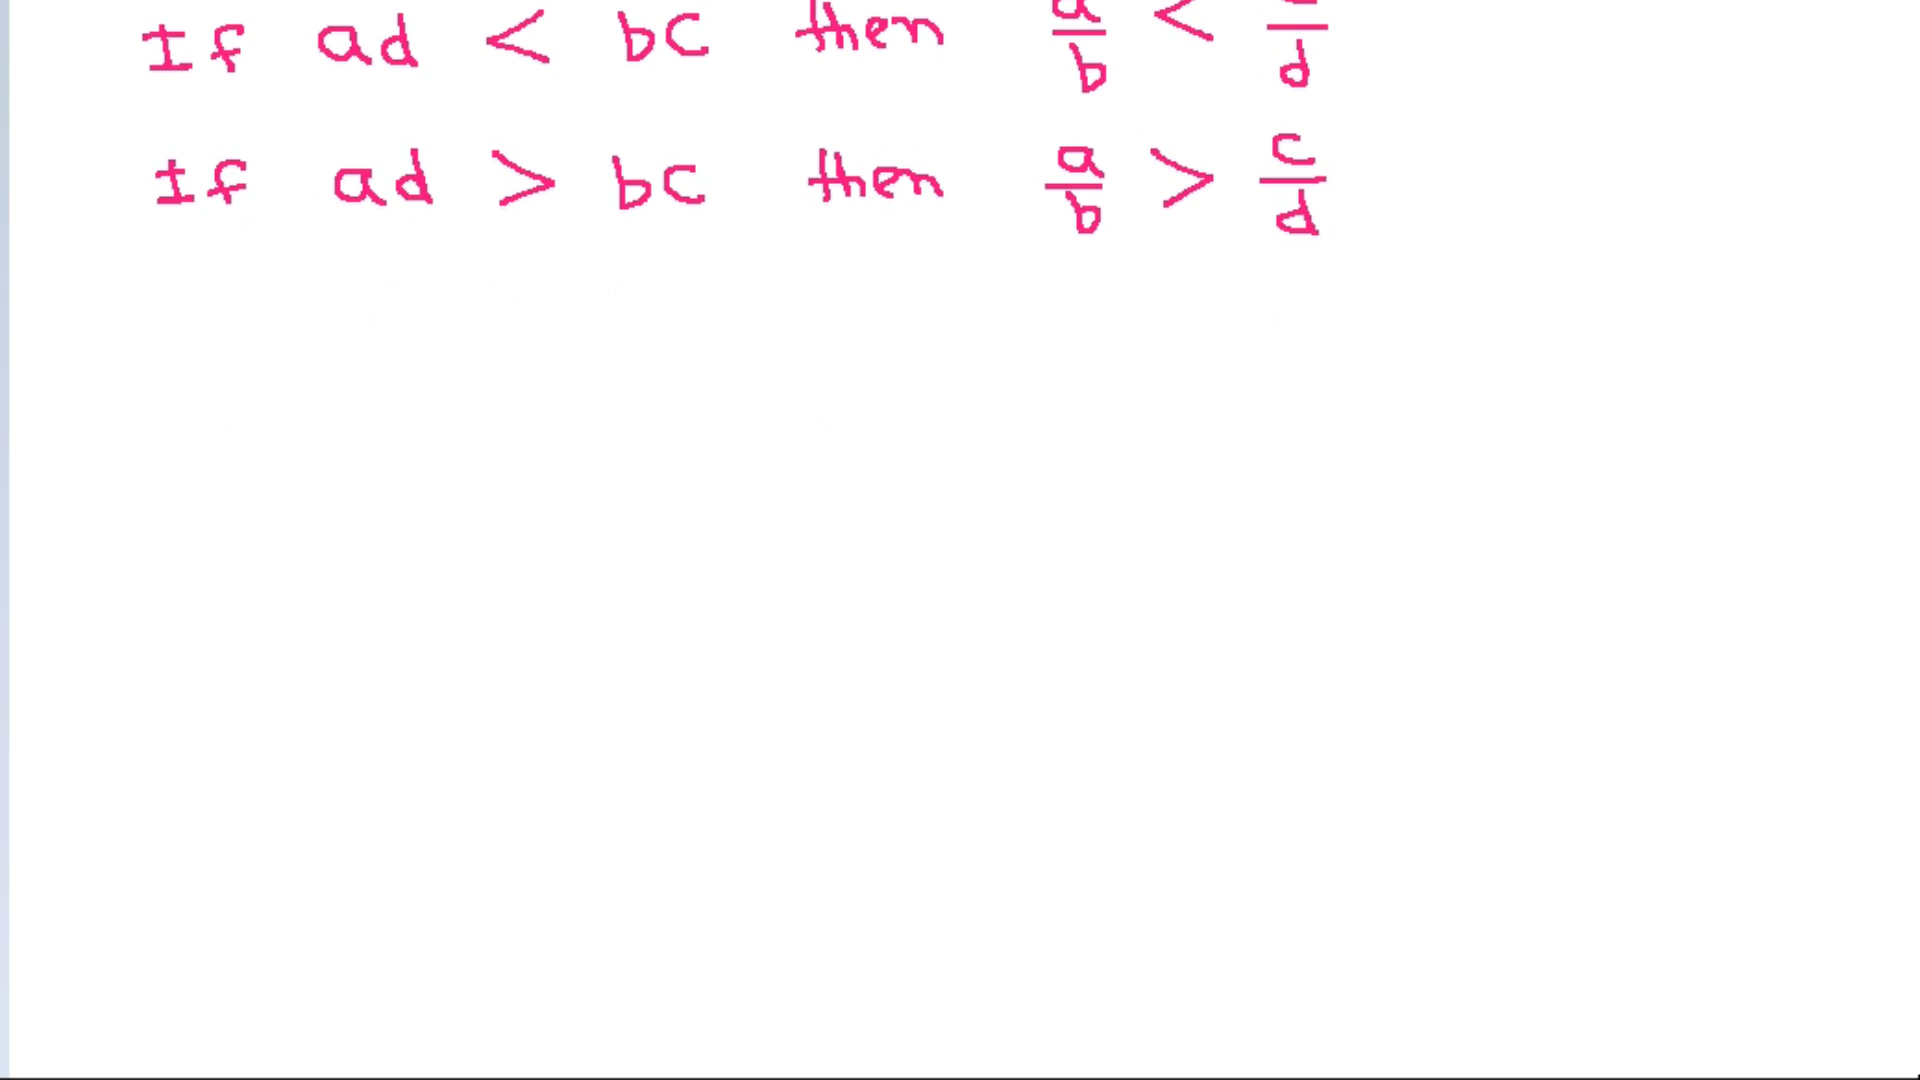 If ad < bc then a/b < c/d
If ad > bc then a/b > c/d